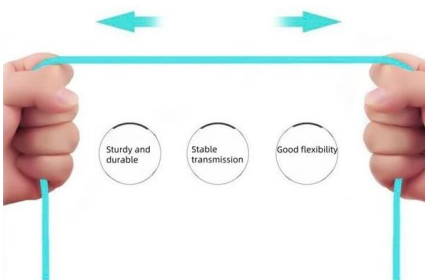 Sturdy and
durable
Stable
transmission
Good flexibility